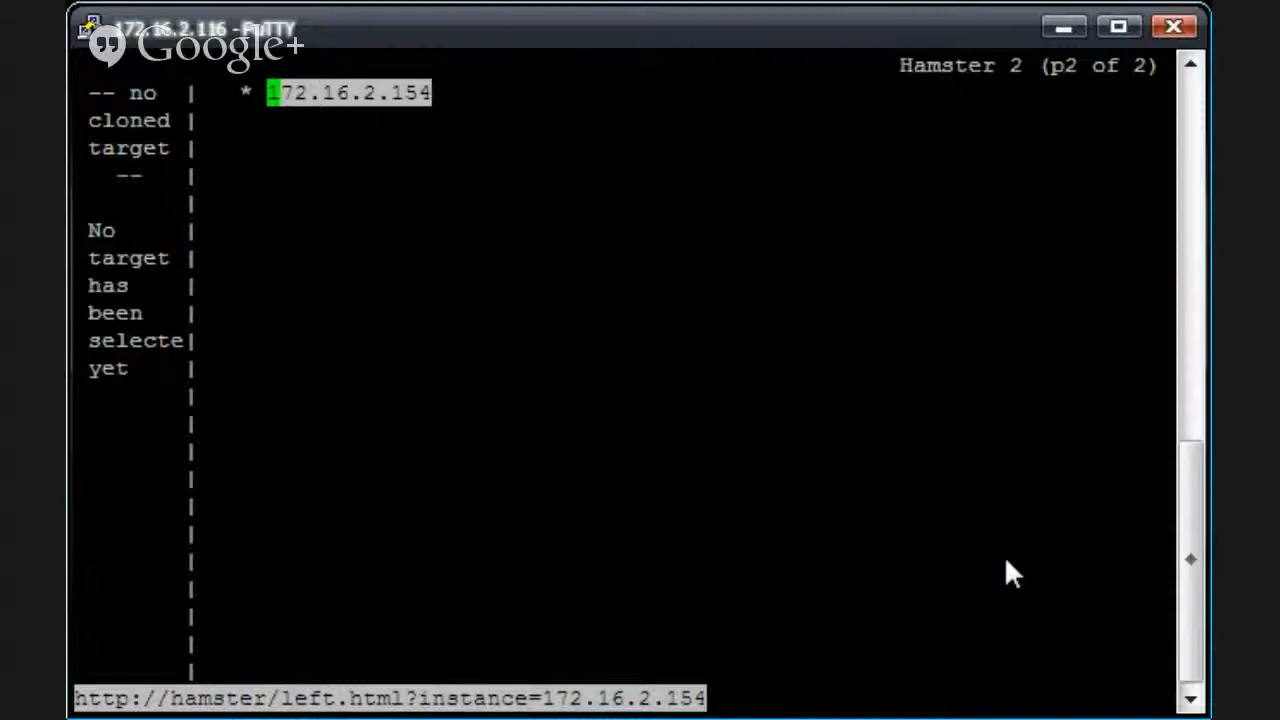 172.16.2.116 - PuTTY
Google+
Hamster 2 (p2 of 2)
-- no | * 172.16.2.154
cloned |
target |
-- |
|
No |
target |
has |
been |
selecte|
yet |
|
|
|
|
|
|
|
|
|
|
|
http://hamster/left.html?instance=172.16.2.154